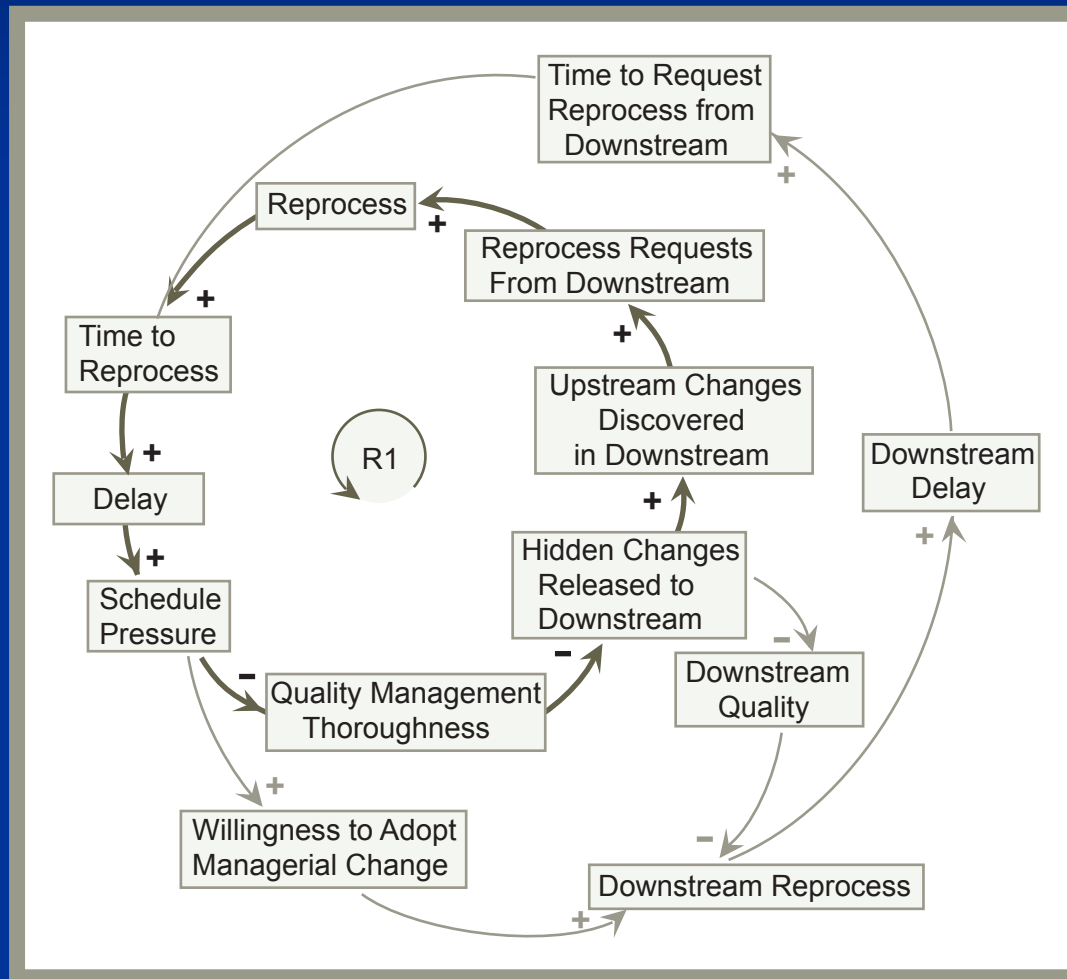 Time to Request
Reprocess from
Downstream
+
Reprocess
+
Reprocess Requests
From Downstream
+
Time to
Reprocess
+
Upstream Changes
Discovered
in Downstream
+
R1
Downstream
Delay
+
Delay
+
+
Hidden Changes
Released to
Downstream
-
Schedule
Pressure
-
Quality Management
Thoroughness
-
Downstream
Quality
-
+
Willingness to Adopt
Managerial Change
+
Downstream Reprocess